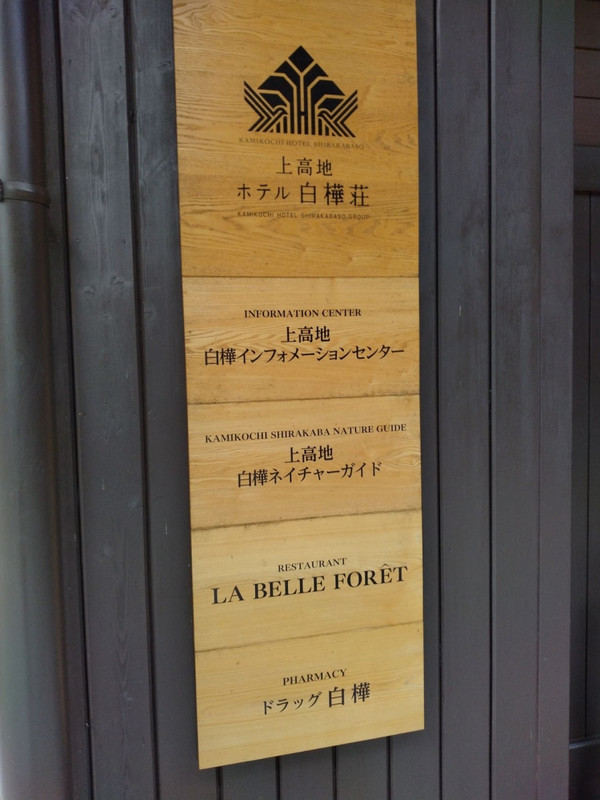 KAMIKOCHI HOTEL SHIRAKABASO
上高地
ホテル 白樺荘
KAMIKOCHI HOTEL SHIRAKABASO GROUP
INFORMATION CENTER
上高地
白樺インフォメーションセンター
KAMIKOCHI SHIRAKABA NATURE GUIDE
上高地
白樺ネイチャーガイド
RESTAURANT
LA BELLE FORÊT
PHARMACY
ドラッグ 白樺